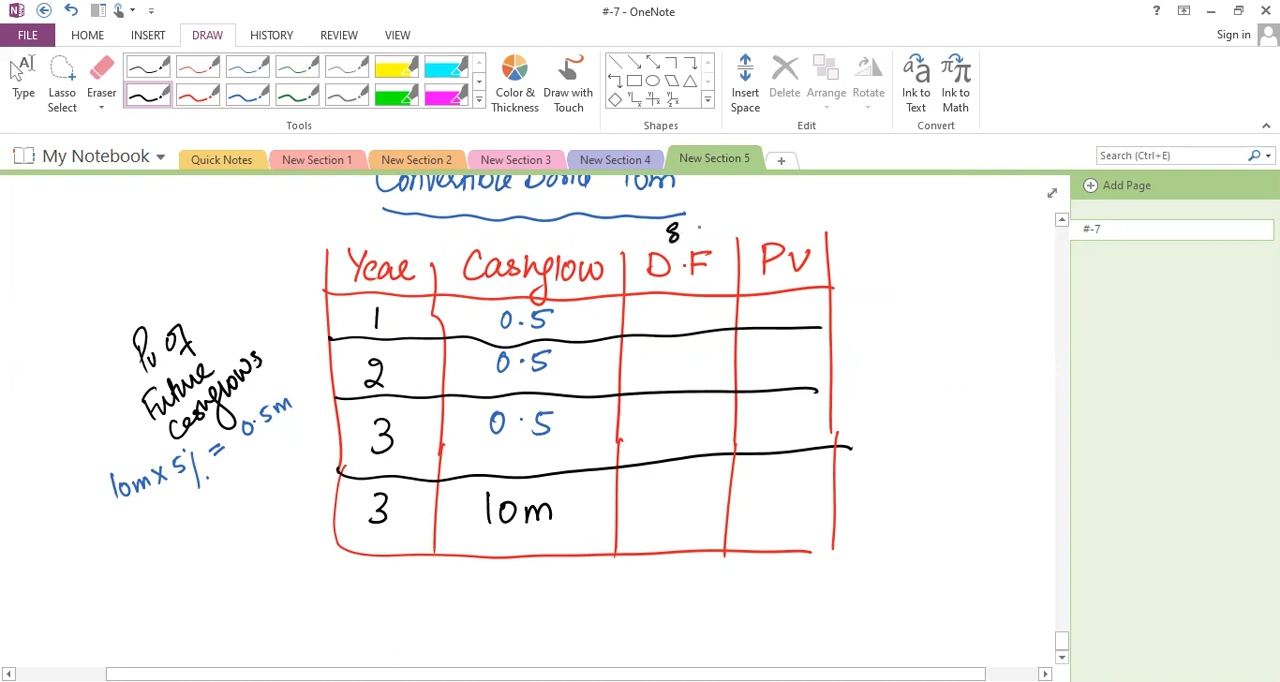 #-7 - OneNote
?
Sign in
FILE HOME INSERT DRAW HISTORY REVIEW VIEW
Type
Lasso Select
Eraser
Color & Thickness
Draw with Touch
Insert Space
Delete
Arrange
Rotate
Ink to Text
Ink to Math
Tools
Shapes
Edit
Convert
My Notebook
Quick Notes
New Section 1
New Section 2
New Section 3
New Section 4
New Section 5
Search (Ctrl+E)
Add Page
#-7
Convertible Bond 10m
8
Year Cashflow D.F PV
1 0.5
2 0.5
3 0.5
3 10m
Pv of
Future
cashflows
10m x 5% = 0.5m